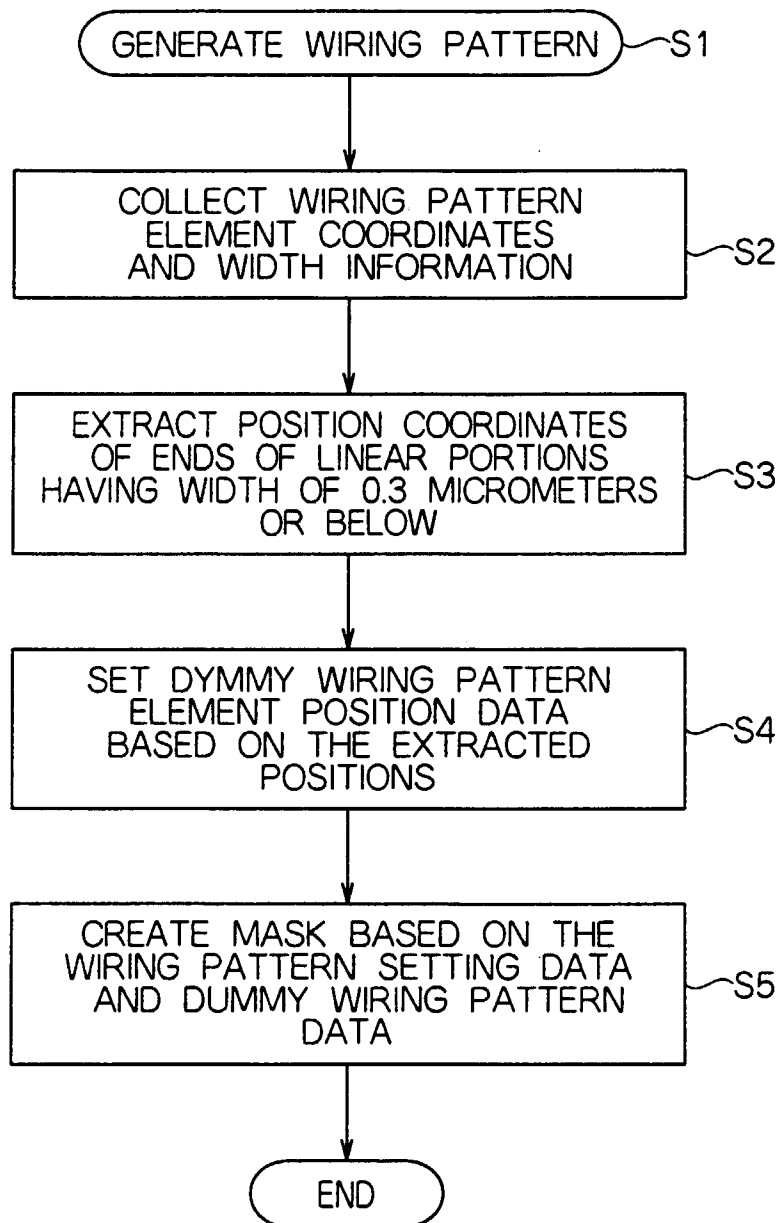 GENERATE WIRING PATTERN S1
COLLECT WIRING PATTERN
ELEMENT COORDINATES
AND WIDTH INFORMATION
S2
EXTRACT POSITION COORDINATES
OF ENDS OF LINEAR PORTIONS
HAVING WIDTH OF 0.3 MICROMETERS
OR BELOW
S3
SET DYMMY WIRING PATTERN
ELEMENT POSITION DATA
BASED ON THE EXTRACTED
POSITIONS
S4
CREATE MASK BASED ON THE
WIRING PATTERN SETTING DATA
AND DUMMY WIRING PATTERN
DATA
S5
END